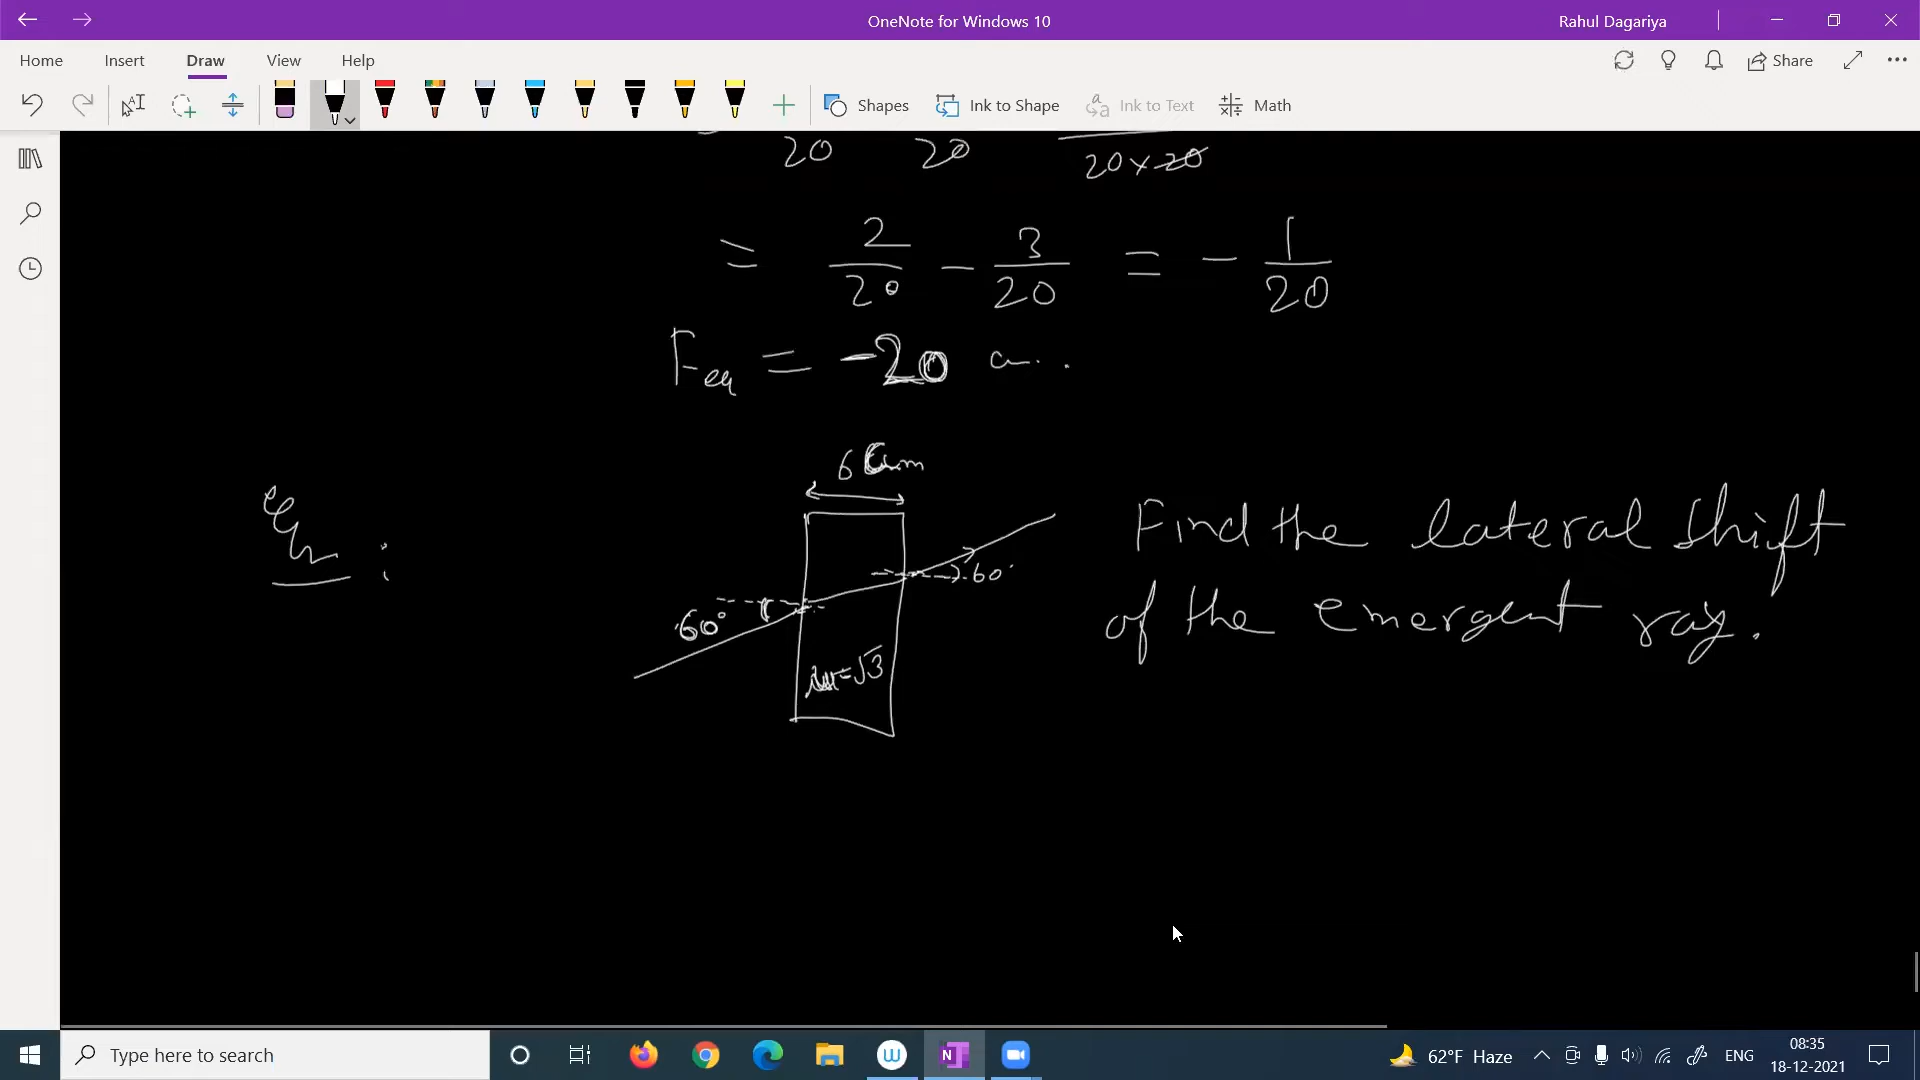 OneNote for Windows 10
Rahul Dagariya
Home Insert Draw View Help
Share
Shapes Ink to Shape Ink to Text Math
20 20 20×20
= 2/20 - 3/20 = - 1/20
Feq = -20 cm.
6 cm
60°
60°
μ=√3
Find the lateral shift
of the emergent ray.
Type here to search
62°F Haze
ENG
08:35
18-12-2021